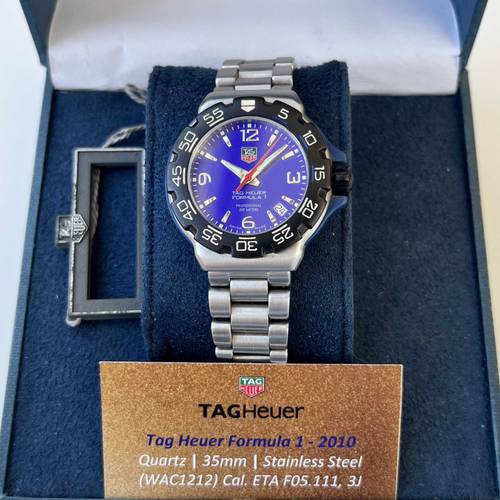 55
5
50
10
45
15
40
20
35
30
25
12
9
3
6
TAG
HEUER
TAG HEUER
FORMULA 1
PROFESSIONAL
200 METERS
TAG
HEUER
TAGHeuer
Tag Heuer Formula 1 - 2010
Quartz | 35mm | Stainless Steel
(WAC1212) Cal. ETA F05.111, 3J